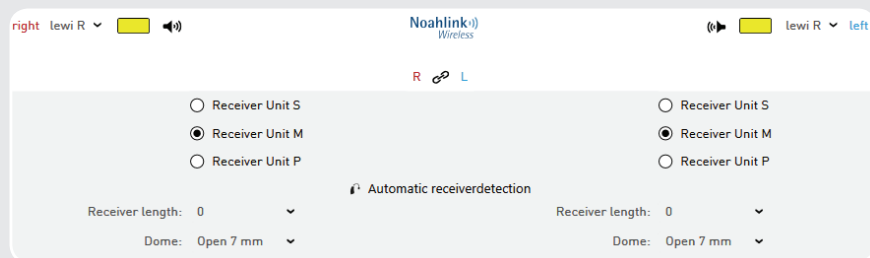 right lewi R Noahlink Wireless lewi R left
R L
Receiver Unit S Receiver Unit S
Receiver Unit M Receiver Unit M
Receiver Unit P Receiver Unit P
Automatic receiverdetection
Receiver length: 0 Receiver length: 0
Dome: Open 7 mm Dome: Open 7 mm